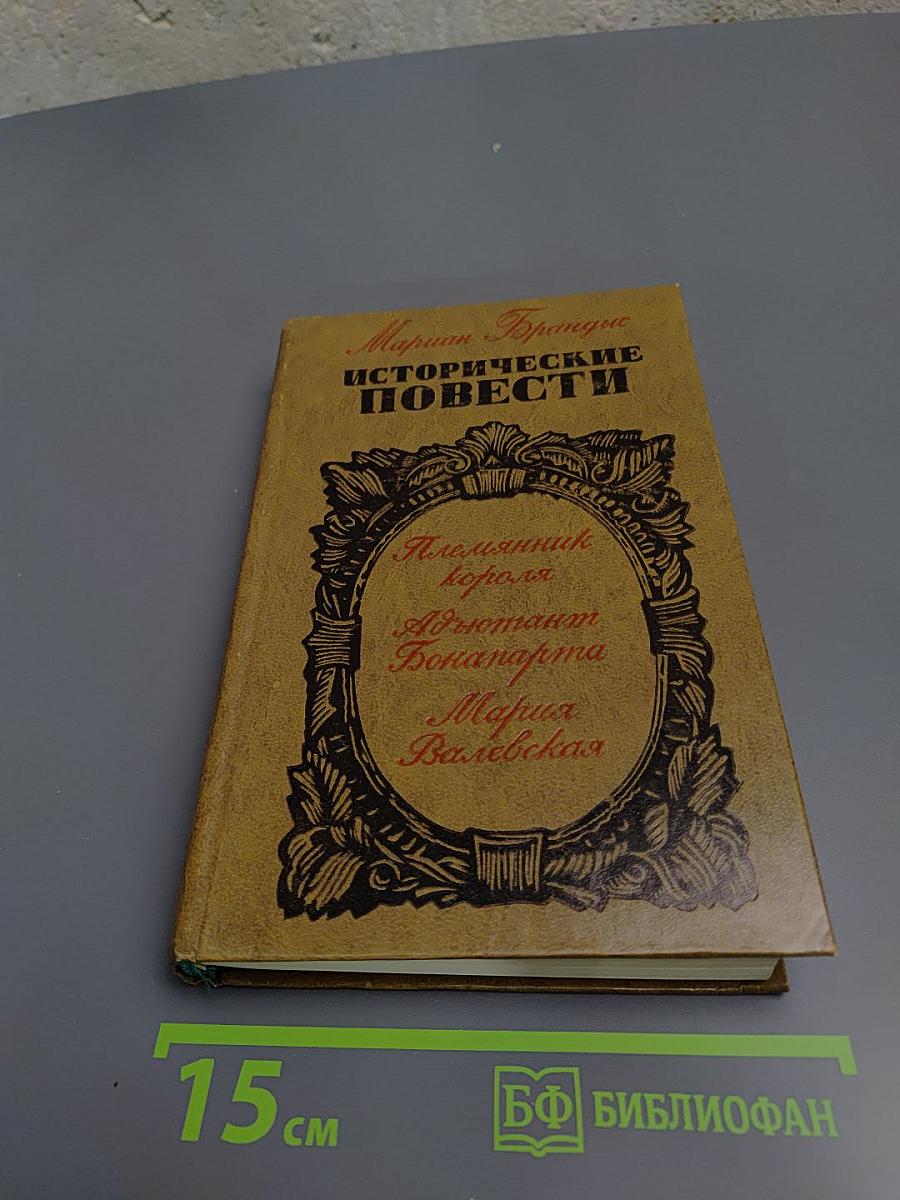 Мариан Брандыс
ИСТОРИЧЕСКИЕ
ПОВЕСТИ
Племянник
короля
Адъютант
Бонапарта
Мария
Валевская
15 см
БФ БИБЛИОФАН